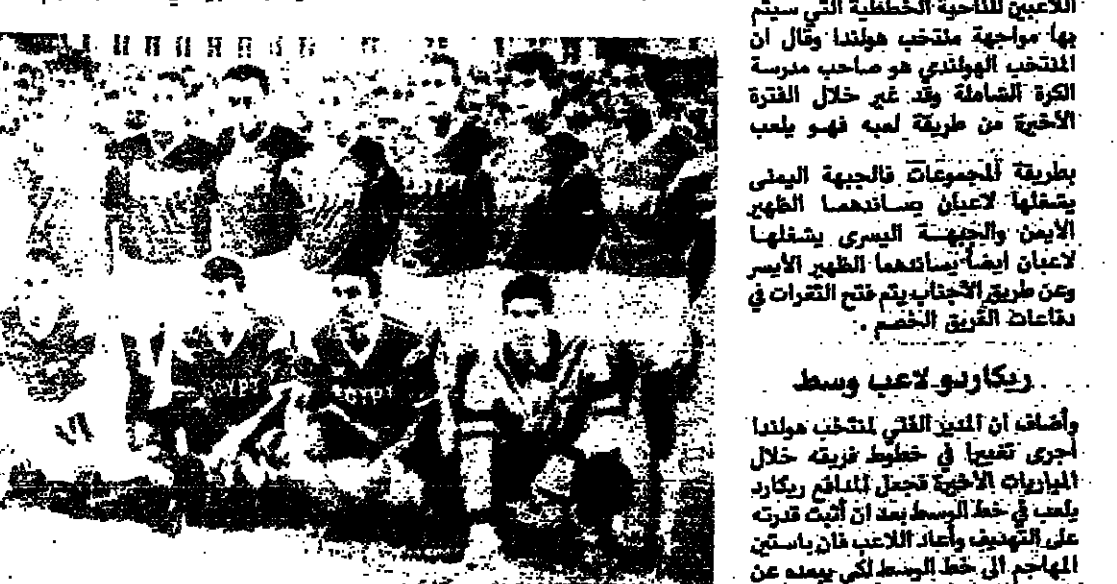 اللاعبين للناحية الخططية التي سيتم
بها مواجهة منتخب هولندا وقال ان
المنتخب الهولندي هو صاحب مدرسة
الكرة الشاملة وقد غير خلال الفترة
الأخيرة من طريقة لعبه فهو يلعب
بطريقة المجموعات فالجبهة اليمنى
يشغلها لاعبان يساندهما الظهير
الأيمن والجبهة اليسرى يشغلها
لاعبان ايضاً يساندهما الظهير الأيسر
وعن طريق الأجناب يتم فتح الثغرات في
دفاعات الفريق الخصم .
ريكاردو لاعب وسط
وأضاف ان المدير الفني لمنتخب هولندا
أجرى تغييراً في خطوط فريقه خلال
المباريات الأخيرة فجعل المدافع ريكارد
يلعب في خط الوسط بعد ان أثبت قدرته
على التهديف وأعاد اللاعب فان باستين
المهاجم الى خط الوسط لكي يبعده عن
EGYPT
EGYPT